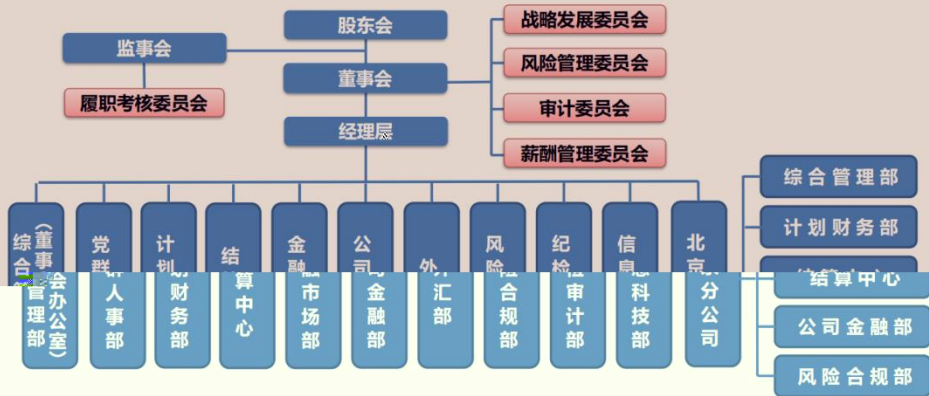 股东会
监事会
董事会
履职考核委员会
经理层
战略发展委员会
风险管理委员会
审计委员会
薪酬管理委员会
综合管理部
（董事会办公室）
党群人事部
计划财务部
结算中心
金融市场部
公司金融部
外汇部
风险合规部
纪检审计部
信息科技部
北京分公司
综合管理部
计划财务部
结算中心
公司金融部
风险合规部